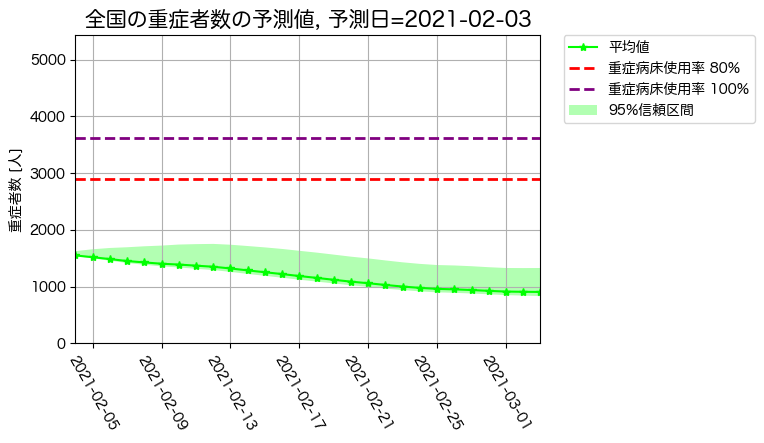 全国の重症者数の予測値, 予測日=2021-02-03
平均値
重症病床使用率 80%
重症病床使用率 100%
95%信頼区間
重症者数 [人]
5000
4000
3000
2000
1000
0
2021-02-05
2021-02-09
2021-02-13
2021-02-17
2021-02-21
2021-02-25
2021-03-01